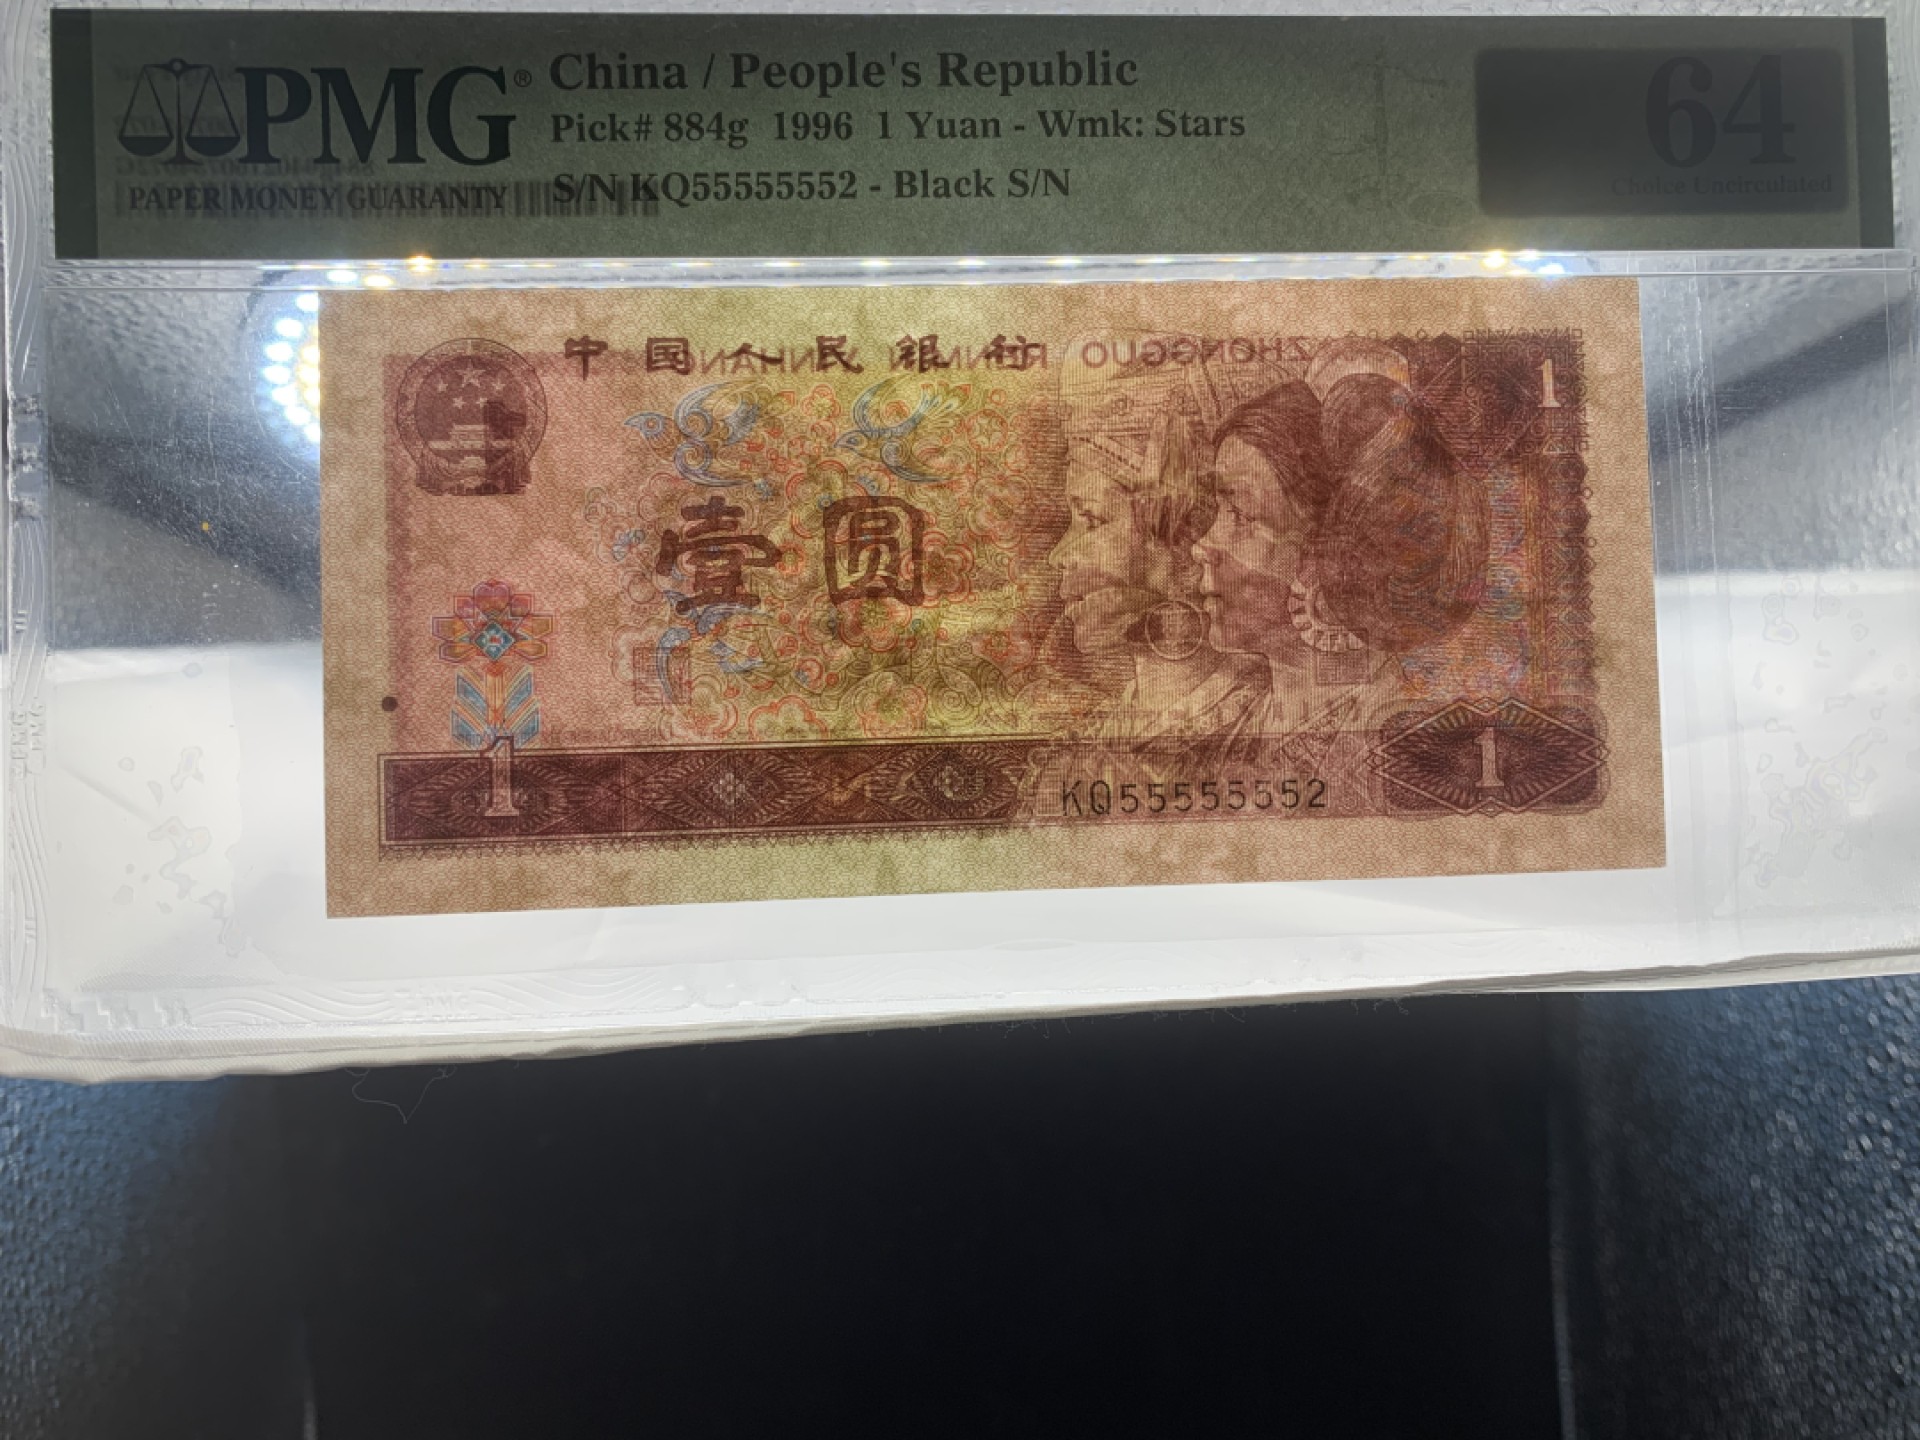 PMG®
PAPER MONEY GUARANTY
China / People's Republic
Pick# 884g 1996 1 Yuan - Wmk: Stars
S/N KQ55555552 - Black S/N
64
Choice Uncirculated
中国人民银行
ZHONGGUO RENMIN YINHANG
1
壹圆
1
1
KQ55555552